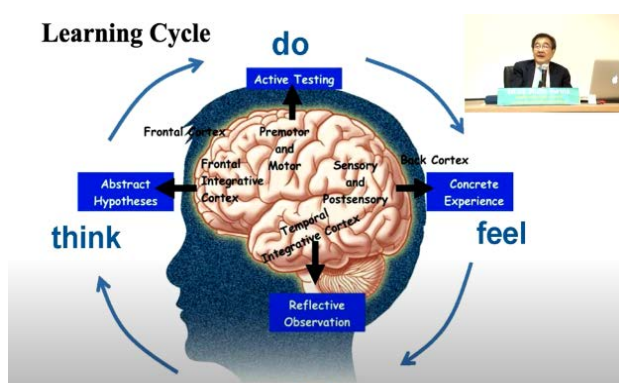 Learning Cycle
do
Active Testing
Frontal Cortex
Premotor
and
Motor
Frontal
Integrative
Cortex
Sensory
and
Postsensory
Back Cortex
Abstract
Hypotheses
Concrete
Experience
think
feel
Temporal
Integrative Cortex
Reflective
Observation